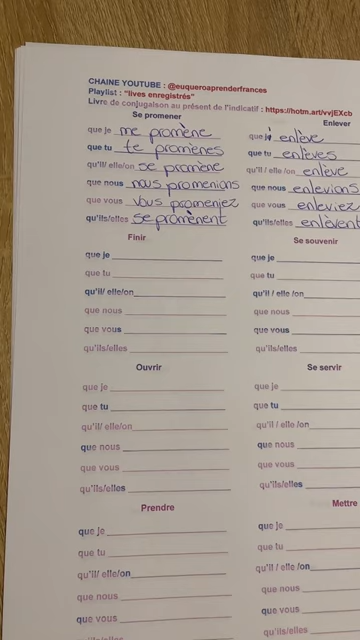 CHAINE YOUTUBE : @euqueroaprenderfrances
Playlist : "lives enregistrés"
Livre de conjugaison au présent de l'indicatif : https://hotm.art/vvjEXcb
Se promener
que je me promène
que tu te promènes
qu'il/ elle/on se promène
que nous nous promenions
que vous vous promeniez
qu'ils/elles se promènent
Enlever
que j' enlève
que tu enlèves
qu'il / elle /on enlève
que nous enlevions
que vous enleviez
qu'ils/elles enlèvent
Finir
que je
que tu
qu'il/ elle/on
que nous
que vous
qu'ils/elles
Se souvenir
que je
que tu
qu'il / elle /on
que nous
que vous
qu'ils/elles
Ouvrir
que je
que tu
qu'il/ elle/on
que nous
que vous
qu'ils/elles
Se servir
que je
que tu
qu'il / elle /on
que nous
que vous
qu'ils/elles
Prendre
que je
que tu
qu'il/ elle/on
que nous
que vous
Mettre
que je
que tu
qu'il / elle /on
que nous
que vous
qu'ils/elles